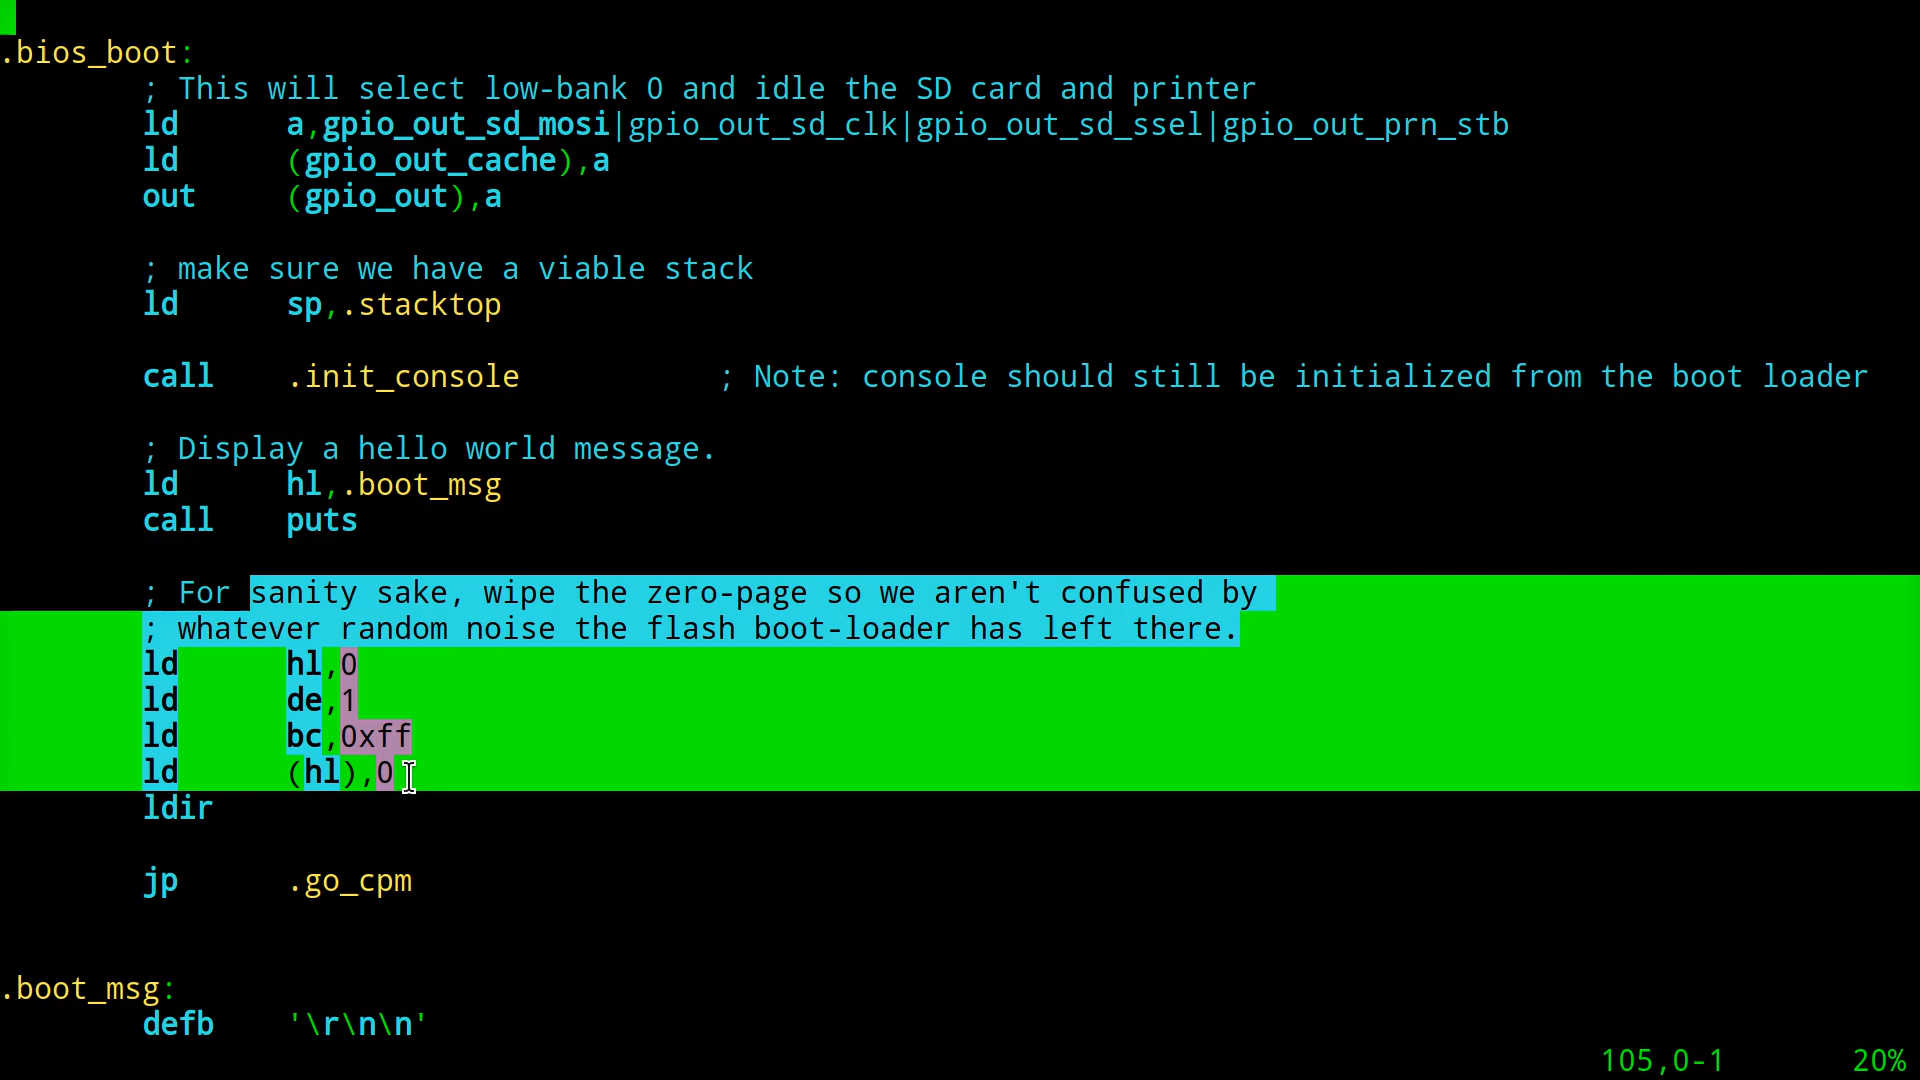 .bios_boot:
; This will select low-bank 0 and idle the SD card and printer
ld a,gpio_out_sd_mosi|gpio_out_sd_clk|gpio_out_sd_ssel|gpio_out_prn_stb
ld (gpio_out_cache),a
out (gpio_out),a
; make sure we have a viable stack
ld sp,.stacktop
call .init_console ; Note: console should still be initialized from the boot loader
; Display a hello world message.
ld hl,.boot_msg
call puts
; For sanity sake, wipe the zero-page so we aren't confused by
; whatever random noise the flash boot-loader has left there.
ld hl,0
ld de,1
ld bc,0xff
ld (hl),0
ldir
jp .go_cpm
.boot_msg:
defb '\r\n\n'
105,0-1 20%